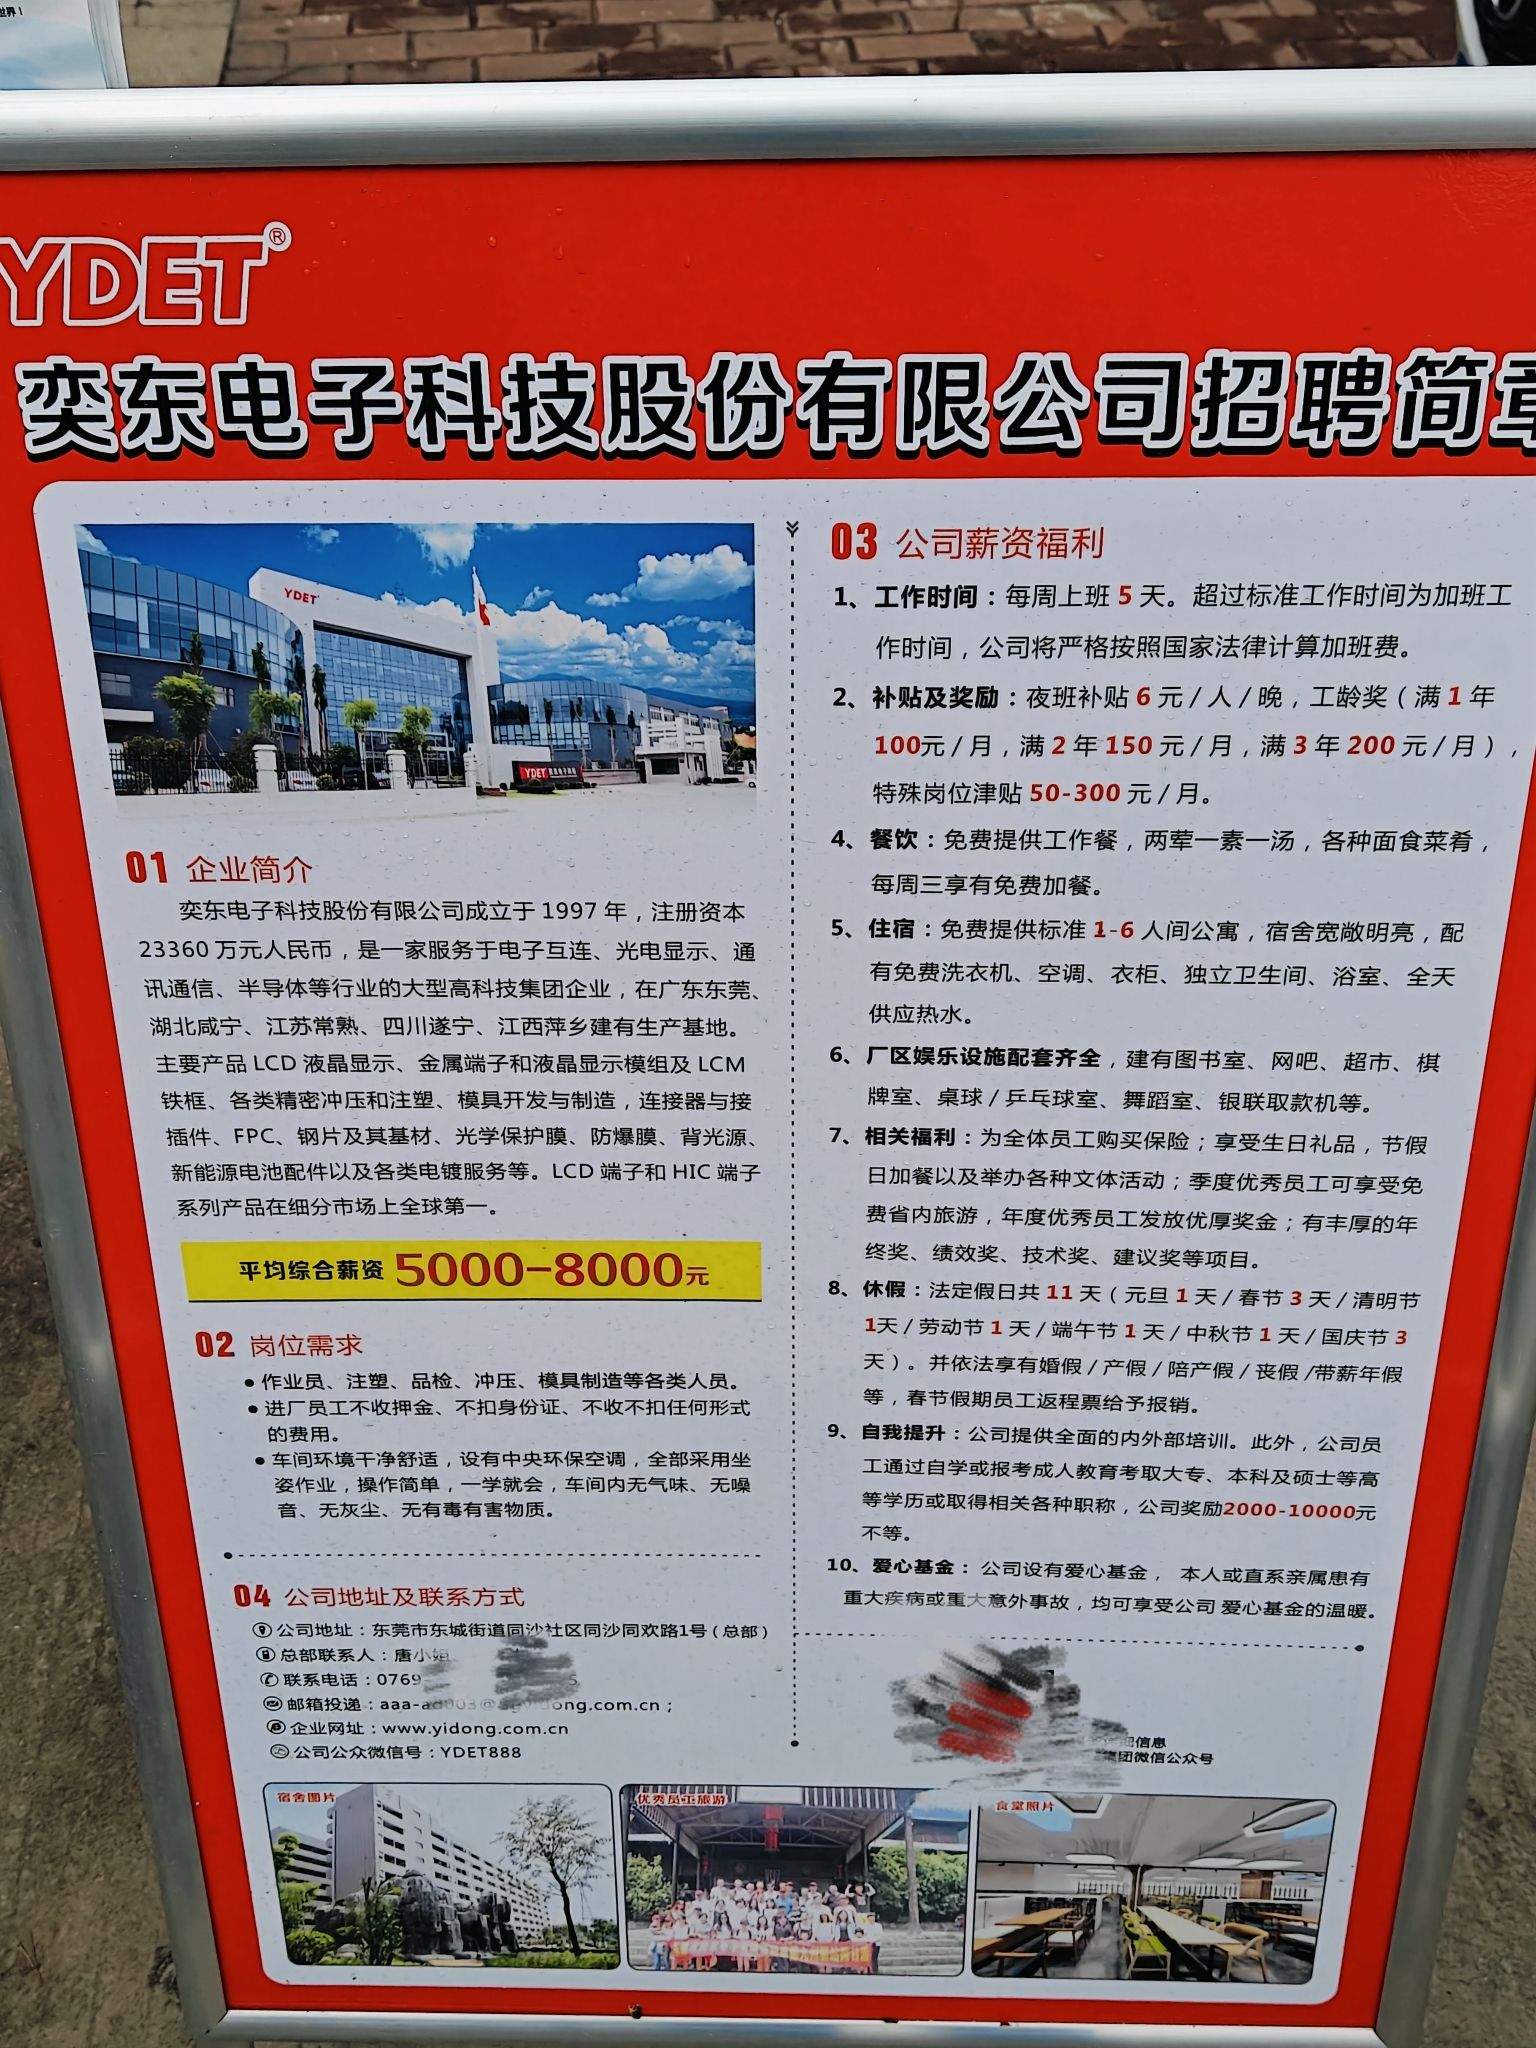 世界！
YDET®
奕东电子科技股份有限公司招聘简章
YDET
YDET
01 企业简介
奕东电子科技股份有限公司成立于 1997 年，注册资本
23360 万元人民币，是一家服务于电子互连、光电显示、通
讯通信、半导体等行业的大型高科技集团企业，在广东东莞、
湖北咸宁、江苏常熟、四川遂宁、江西萍乡建有生产基地。
主要产品 LCD 液晶显示、金属端子和液晶显示模组及 LCM
铁框、各类精密冲压和注塑、模具开发与制造，连接器与接
插件、FPC、钢片及其基材、光学保护膜、防爆膜、背光源、
新能源电池配件以及各类电镀服务等。LCD 端子和 HIC 端子
系列产品在细分市场上全球第一。
平均综合薪资 5000-8000元
02 岗位需求
●作业员、注塑、品检、冲压、模具制造等各类人员。
●进厂员工不收押金、不扣身份证、不收不扣任何形式
的费用。
●车间环境干净舒适，设有中央环保空调，全部采用坐
姿作业，操作简单，一学就会，车间内无气味、无噪
音、无灰尘、无有毒有害物质。
03 公司薪资福利
1、工作时间：每周上班 5 天。超过标准工作时间为加班工
作时间，公司将严格按照国家法律计算加班费。
2、补贴及奖励：夜班补贴 6 元 / 人 / 晚，工龄奖（满 1 年
100元 / 月，满 2 年 150 元 / 月，满 3 年 200 元 / 月），
特殊岗位津贴 50-300 元 / 月。
4、餐饮：免费提供工作餐，两荤一素一汤，各种面食菜肴，
每周三享有免费加餐。
5、住宿：免费提供标准 1-6 人间公寓，宿舍宽敞明亮，配
有免费洗衣机、空调、衣柜、独立卫生间、浴室、全天
供应热水。
6、厂区娱乐设施配套齐全，建有图书室、网吧、超市、棋
牌室、桌球 / 乒乓球室、舞蹈室、银联取款机等。
7、相关福利：为全体员工购买保险；享受生日礼品，节假
日加餐以及举办各种文体活动；季度优秀员工可享受免
费省内旅游，年度优秀员工发放优厚奖金；有丰厚的年
终奖、绩效奖、技术奖、建议奖等项目。
8、休假：法定假日共 11 天（元旦 1 天 / 春节 3 天 / 清明节
1天 / 劳动节 1 天 / 端午节 1 天 / 中秋节 1 天 / 国庆节 3
天）。并依法享有婚假 / 产假 / 陪产假 / 丧假 /带薪年假
等，春节假期员工返程票给予报销。
9、自我提升：公司提供全面的内外部培训。此外，公司员
工通过自学或报考成人教育考取大专、本科及硕士等高
等学历或取得相关各种职称，公司奖励2000-10000元
不等。
10、爱心基金： 公司设有爱心基金， 本人或直系亲属患有
重大疾病或重大意外事故，均可享受公司 爱心基金的温暖。
04 公司地址及联系方式
公司地址：东莞市东城街道同沙社区同沙同欢路1号（总部）
总部联系人：唐小姐
联系电话：0769
邮箱投递：aaa-ad003@ ong.com.cn；
企业网址：www.yidong.com.cn
公司公众微信号：YDET888
细信息
集团微信公众号
宿舍图片
优秀员工旅游
食堂照片